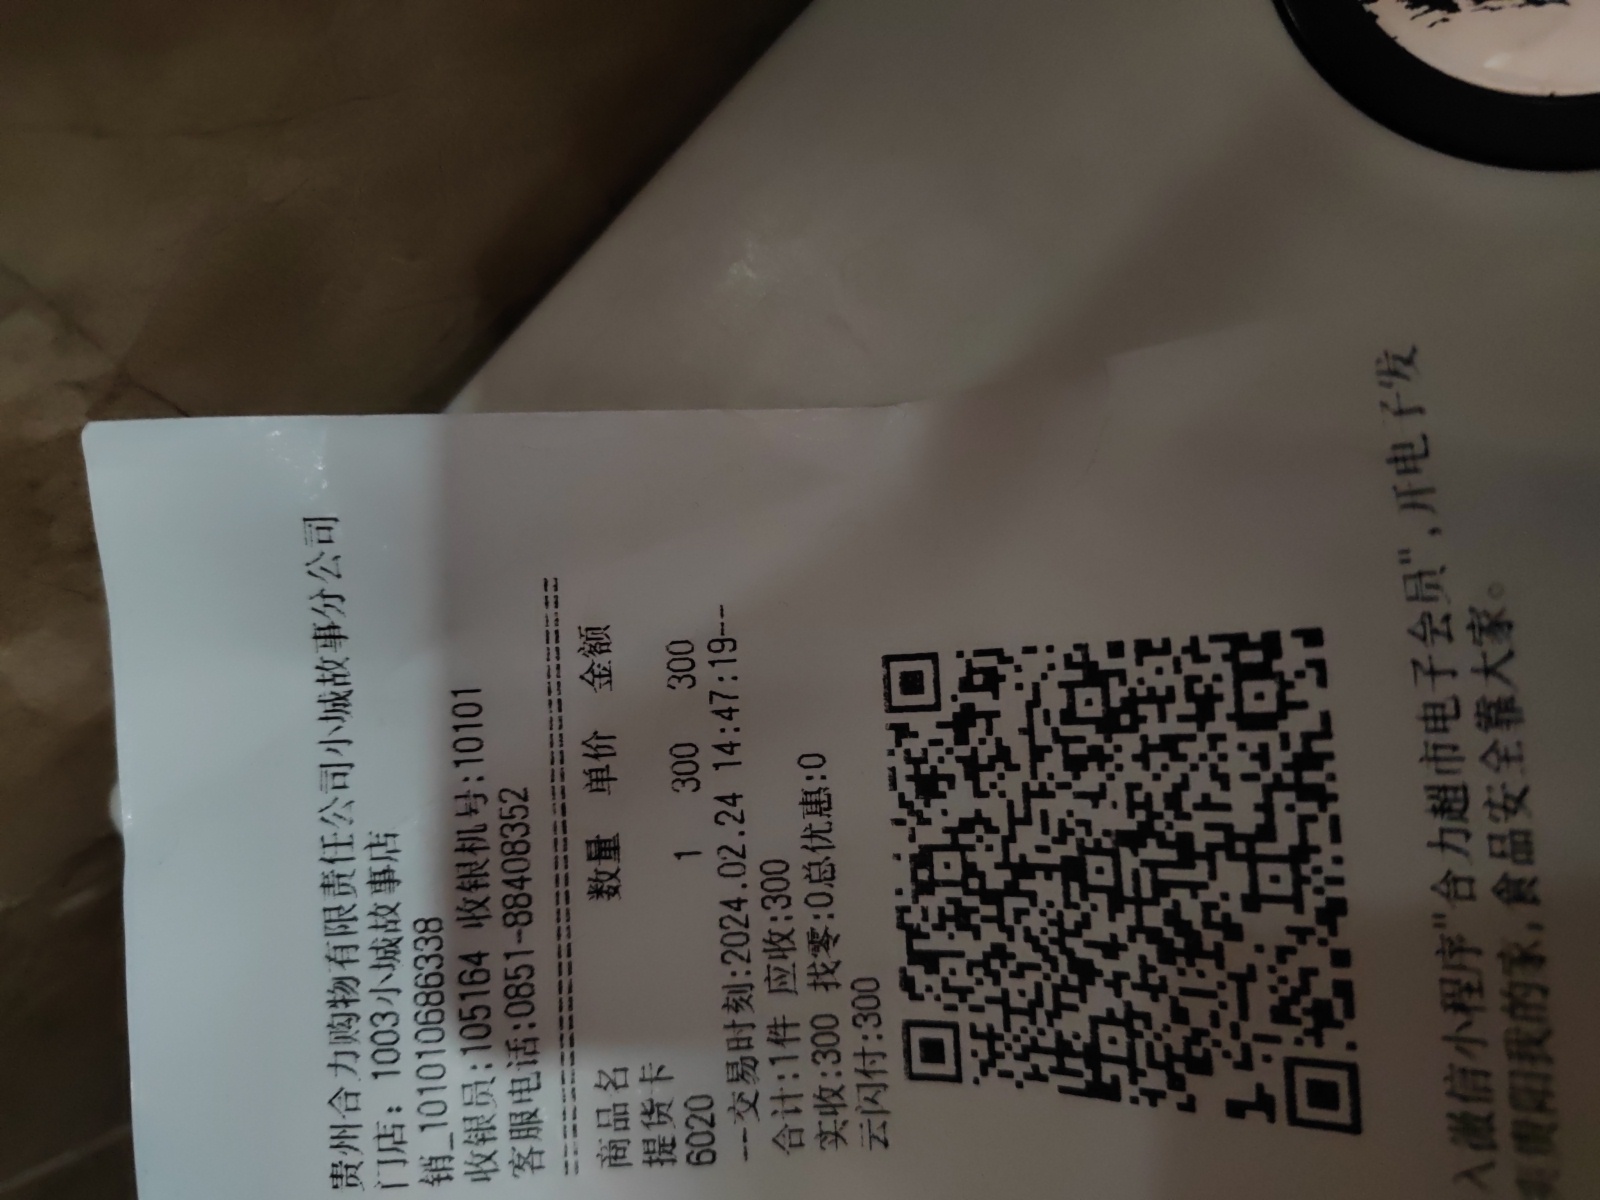 贵州合力购物有限责任公司小城故事分公司
门店: 1003小城故事店
销_101010686338
收银员:105164 收银机号:10101
客服电话:0851-88408352
商品名 数量 单价 金额
提货卡
6020 1 300 300
--交易时刻:2024.02.24 14:47:19--
合计:1件 应收:300
实收:300 找零:0总优惠:0
云闪付:300
入微信小程序"合力超市电子会员",开电子发
贵阳我的家,食品安全靠大家。